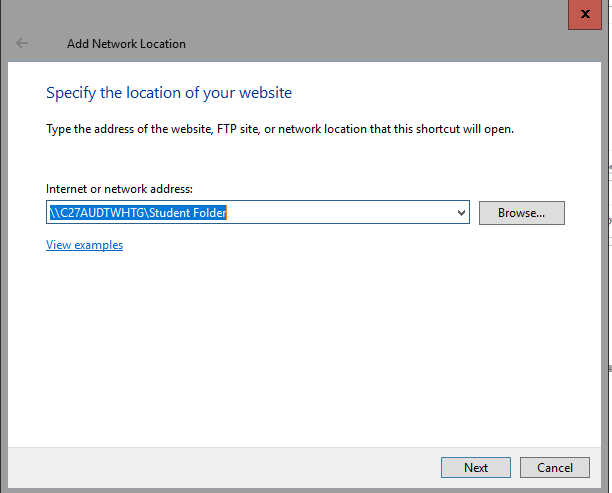 x
Add Network Location
Specify the location of your website
Type the address of the website, FTP site, or network location that this shortcut will open.
Internet or network address:
\\C27AUDTWHTG\Student Folder
Browse...
View examples
Next
Cancel